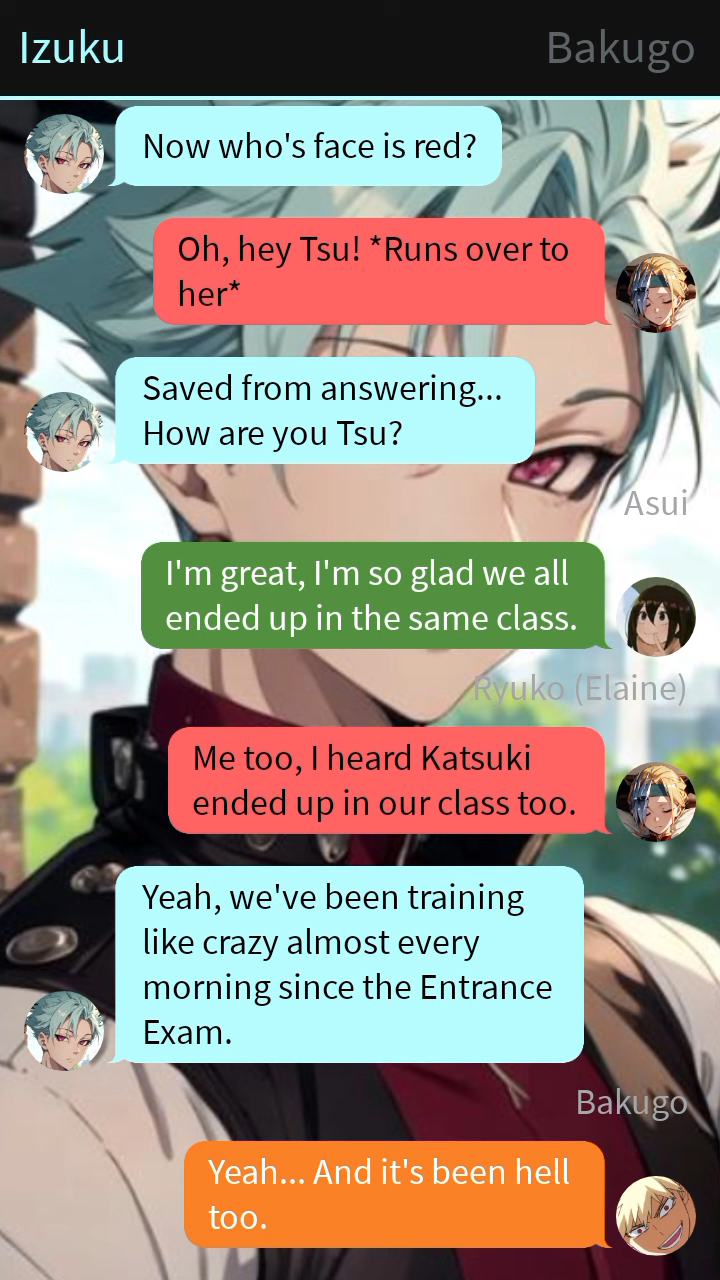 Izuku
Bakugo
Now who's face is red?
Oh, hey Tsu! *Runs over to
her*
Saved from answering...
How are you Tsu?
Asui
I'm great, I'm so glad we all
ended up in the same class.
Ryuko (Elaine)
Me too, I heard Katsuki
ended up in our class too.
Yeah, we've been training
like crazy almost every
morning since the Entrance
Exam.
Bakugo
Yeah... And it's been hell
too.